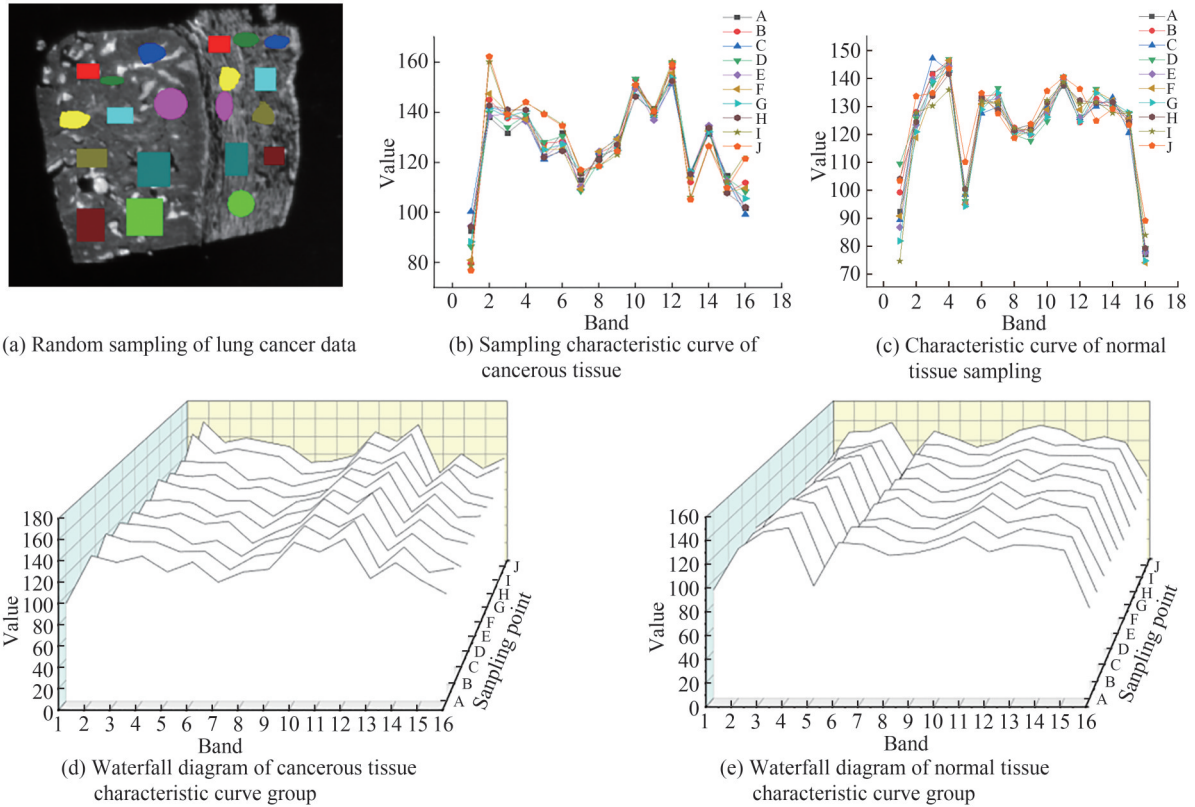 A
B
C
D
E
F
G
H
I
J
160
140
120
100
80
Value
0 2 4 6 8 10 12 14 16 18
Band
A
B
C
D
E
F
G
H
I
J
150
140
130
120
110
100
90
80
70
Value
0 2 4 6 8 10 12 14 16 18
Band
(a) Random sampling of lung cancer data
(b) Sampling characteristic curve of
cancerous tissue
(c) Characteristic curve of normal
tissue sampling
180
160
140
120
100
80
60
40
20
0
Value
1 2 3 4 5 6 7 8 9 10 11 12 13 14 15 16
Band
J
I
H
G
F
E
D
C
B
A
Sanpling point
160
140
120
100
80
60
40
20
0
Value
1 2 3 4 5 6 7 8 9 10 11 12 13 14 15 16
Band
J
I
H
G
F
E
D
C
B
A
Sampling point
(d) Waterfall diagram of cancerous tissue
characteristic curve group
(e) Waterfall diagram of normal tissue
characteristic curve group